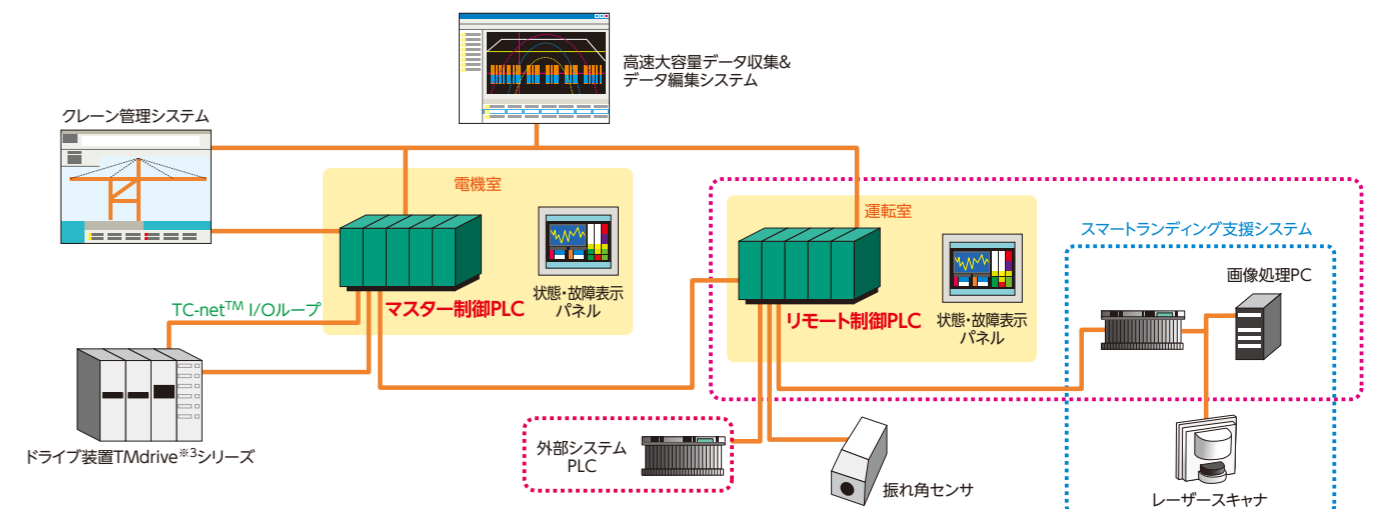 高速大容量データ収集&
データ編集システム
クレーン管理システム
電機室
運転室
スマートランディング支援システム
画像処理PC
TC-net™ I/Oループ
マスター制御PLC
状態・故障表示
パネル
リモート制御PLC
状態・故障表示
パネル
ドライブ装置TMdrive※3シリーズ
外部システム
PLC
振れ角センサ
レーザースキャナ